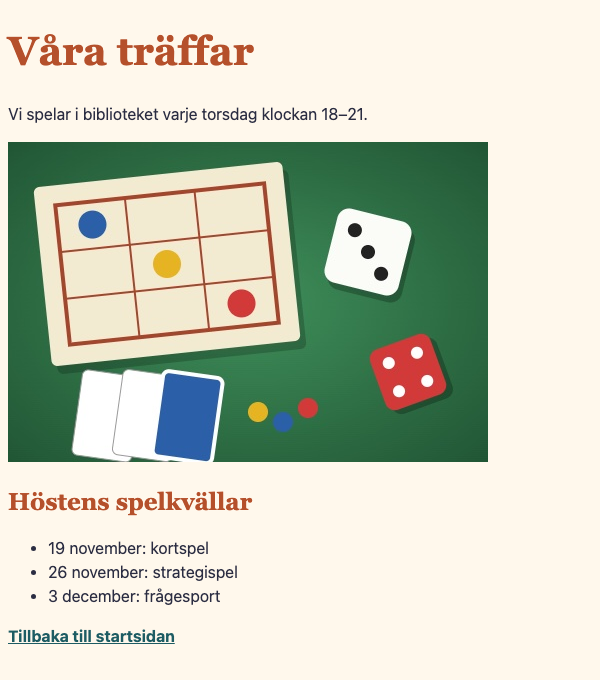 Våra träffar
Vi spelar i biblioteket varje torsdag klockan 18–21.
Höstens spelkvällar
19 november: kortspel
26 november: strategispel
3 december: frågesport
Tillbaka till startsidan